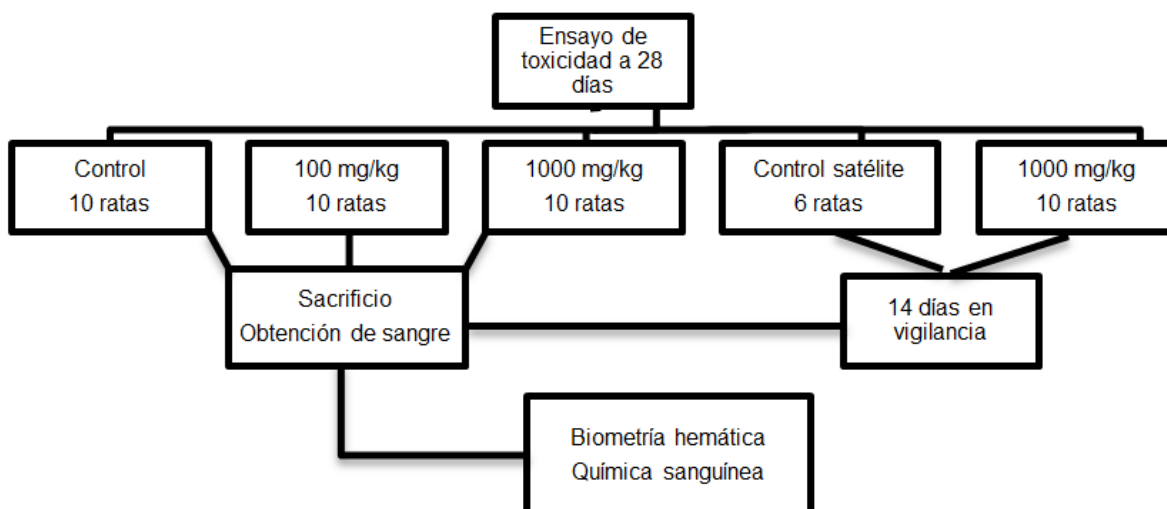 Ensayo de
toxicidad a 28
días
Control
10 ratas
100 mg/kg
10 ratas
1000 mg/kg
10 ratas
Control satélite
6 ratas
1000 mg/kg
10 ratas
Sacrificio
Obtención de sangre
14 días en
vigilancia
Biometría hemática
Química sanguínea